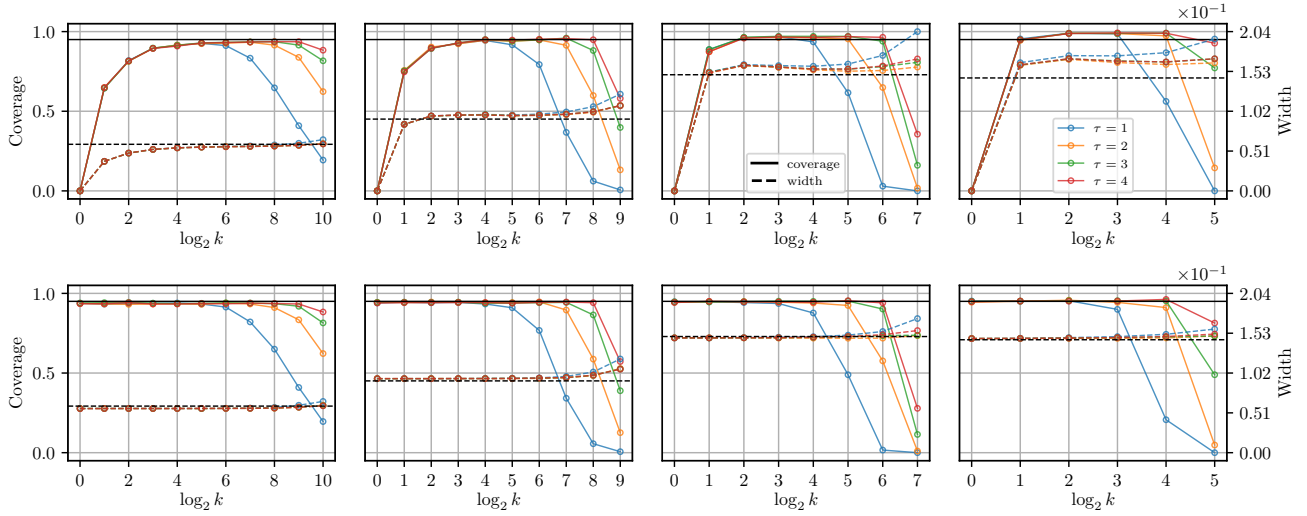 ×10⁻¹
1.0
0.5
0.0
Coverage
0 2 4 6 8 10
log₂ k
0 1 2 3 4 5 6 7 8 9
log₂ k
coverage
width
0 1 2 3 4 5 6 7
log₂ k
τ = 1
τ = 2
τ = 3
τ = 4
0 1 2 3 4 5
log₂ k
2.04
1.53
1.02
0.51
0.00
Width
×10⁻¹
1.0
0.5
0.0
Coverage
0 2 4 6 8 10
log₂ k
0 1 2 3 4 5 6 7 8 9
log₂ k
0 1 2 3 4 5 6 7
log₂ k
0 1 2 3 4 5
log₂ k
2.04
1.53
1.02
0.51
0.00
Width